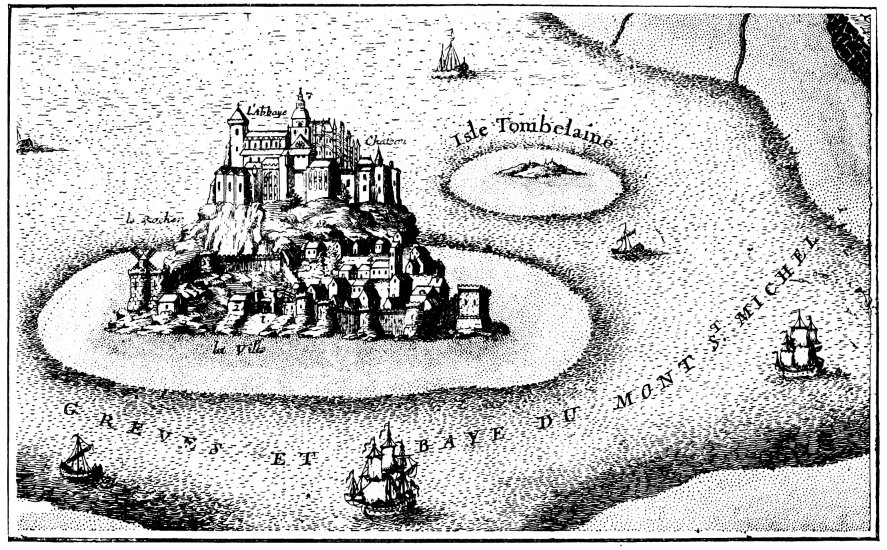 L'Abbaye
Chateau
Isle Tombelaine
le Rocher
la Ville
GREVES ET BAYE DU MONT ST MICHEL